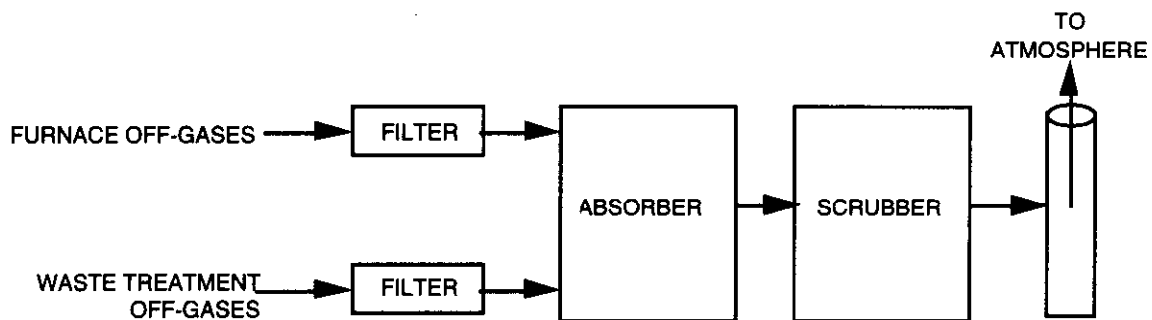 TO
ATMOSPHERE
FURNACE OFF-GASES
FILTER
ABSORBER
SCRUBBER
WASTE TREATMENT
OFF-GASES
FILTER